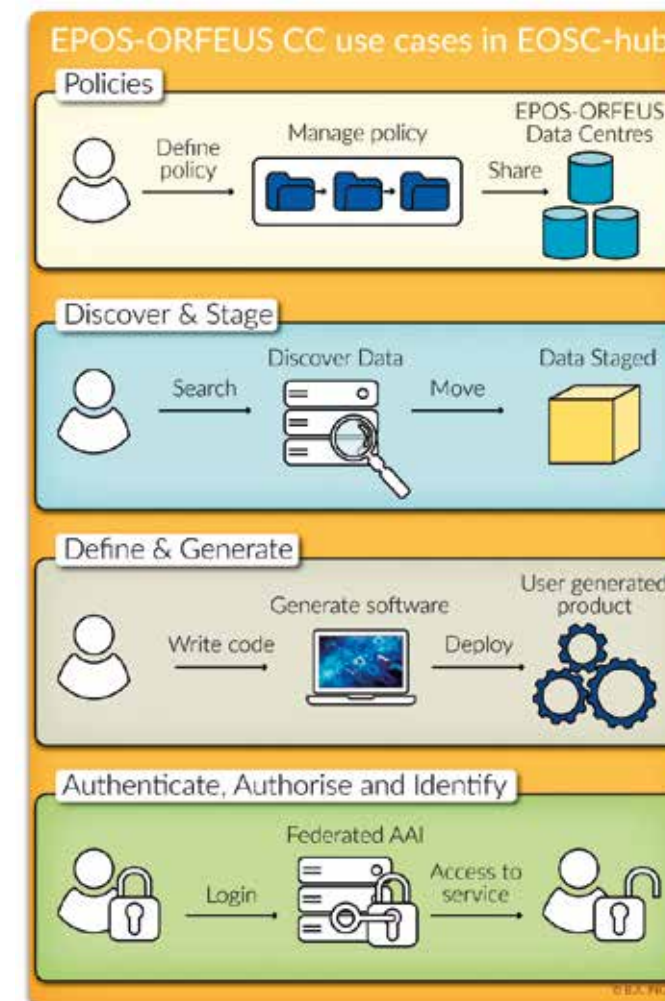 EPOS-ORFEUS CC use cases in EOSC-hub
Policies
Define
policy
Manage policy
Share
EPOS-ORFEUS
Data Centres
Discover & Stage
Search
Discover Data
Move
Data Staged
Define & Generate
Write code
Generate software
Deploy
User generated
product
Authenticate, Authorise and Identify
Login
Federated AAI
Access to
service